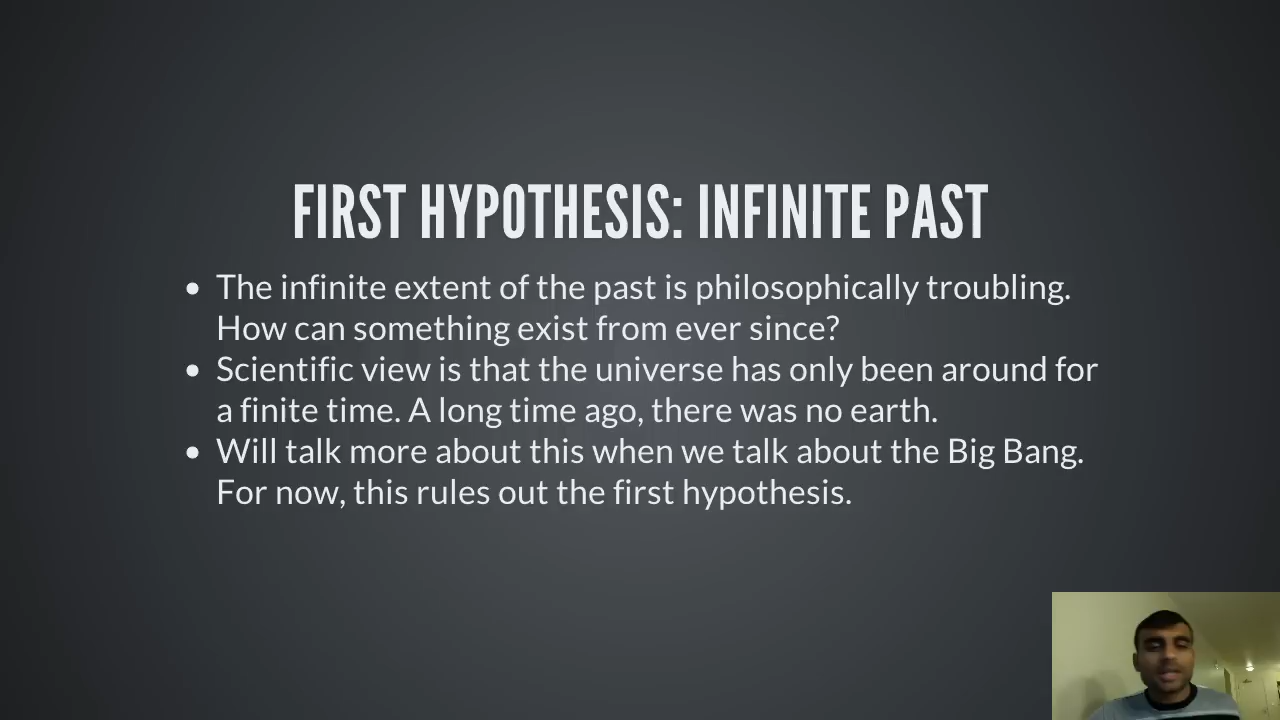 FIRST HYPOTHESIS: INFINITE PAST
• The infinite extent of the past is philosophically troubling.
How can something exist from ever since?
• Scientific view is that the universe has only been around for
a finite time. A long time ago, there was no earth.
• Will talk more about this when we talk about the Big Bang.
For now, this rules out the first hypothesis.